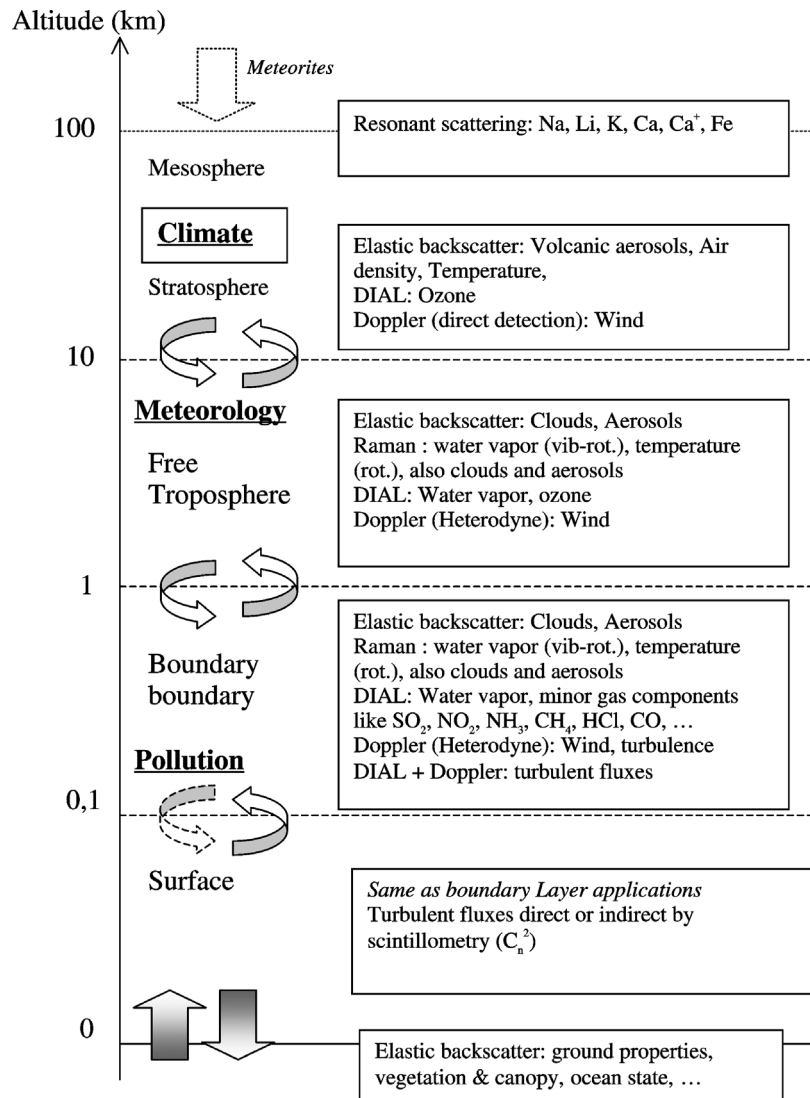 Altitude (km)
Meteorites
100
Resonant scattering: Na, Li, K, Ca, Ca⁺, Fe
Mesosphere
Climate
Stratosphere
Elastic backscatter: Volcanic aerosols, Air
density, Temperature,
DIAL: Ozone
Doppler (direct detection): Wind
10
Meteorology
Free
Troposphere
Elastic backscatter: Clouds, Aerosols
Raman : water vapor (vib-rot.), temperature
(rot.), also clouds and aerosols
DIAL: Water vapor, ozone
Doppler (Heterodyne): Wind
1
Boundary
boundary
Elastic backscatter: Clouds, Aerosols
Raman : water vapor (vib-rot.), temperature
(rot.), also clouds and aerosols
DIAL: Water vapor, minor gas components
like SO₂, NO₂, NH₃, CH₄, HCl, CO, …
Doppler (Heterodyne): Wind, turbulence
DIAL + Doppler: turbulent fluxes
Pollution
0,1
Surface
Same as boundary Layer applications
Turbulent fluxes direct or indirect by
scintillometry (Cₙ²)
0
Elastic backscatter: ground properties,
vegetation & canopy, ocean state, …